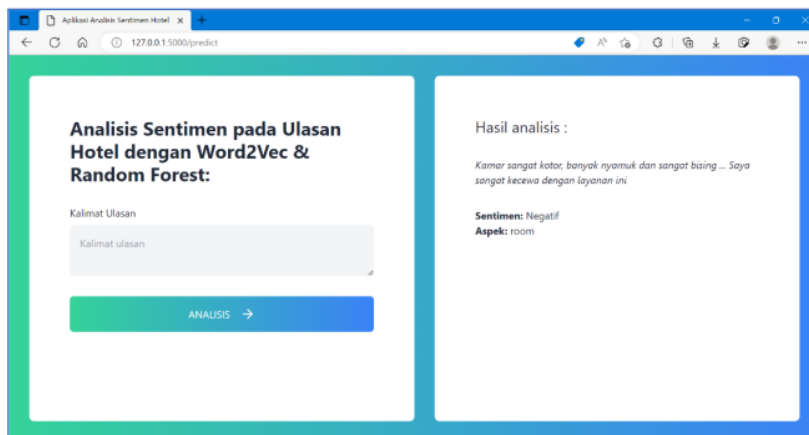 Aplikasi Analisis Sentimen Hotel
127.0.0.1:5000/predict
Analisis Sentimen pada Ulasan
Hotel dengan Word2Vec &
Random Forest:
Kalimat Ulasan
Kalimat ulasan
ANALISIS →
Hasil analisis :
Kamar sangat kotor, banyak nyamuk dan sangat bising ... Saya
sangat kecewa dengan layanan ini
Sentimen: Negatif
Aspek: room